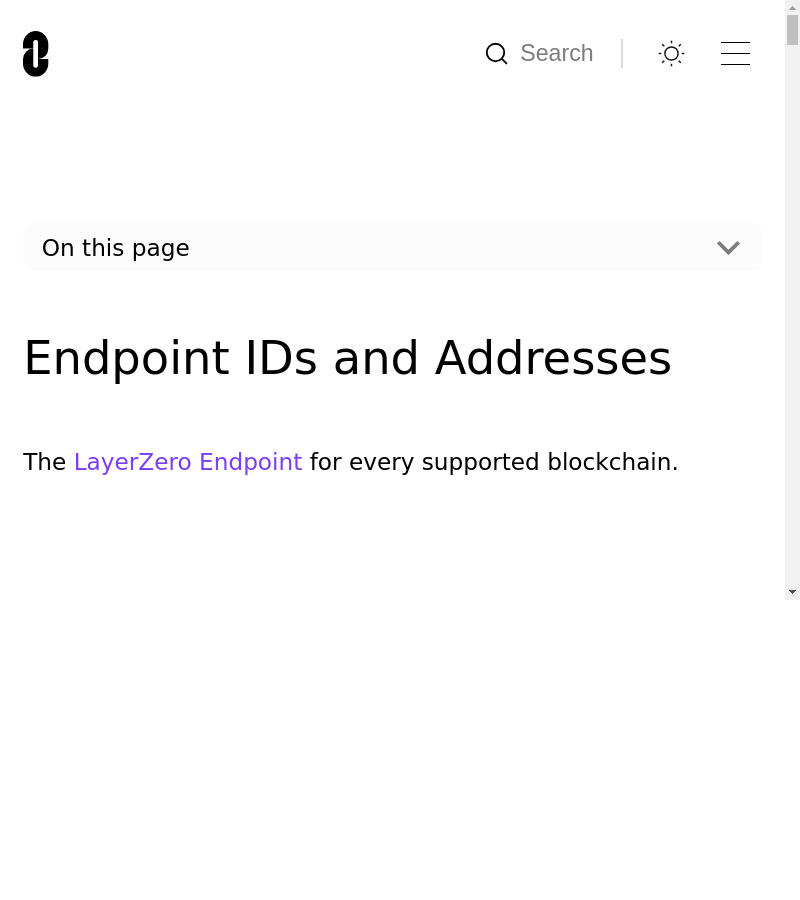 Search
On this page
Endpoint IDs and Addresses
The LayerZero Endpoint for every supported blockchain.